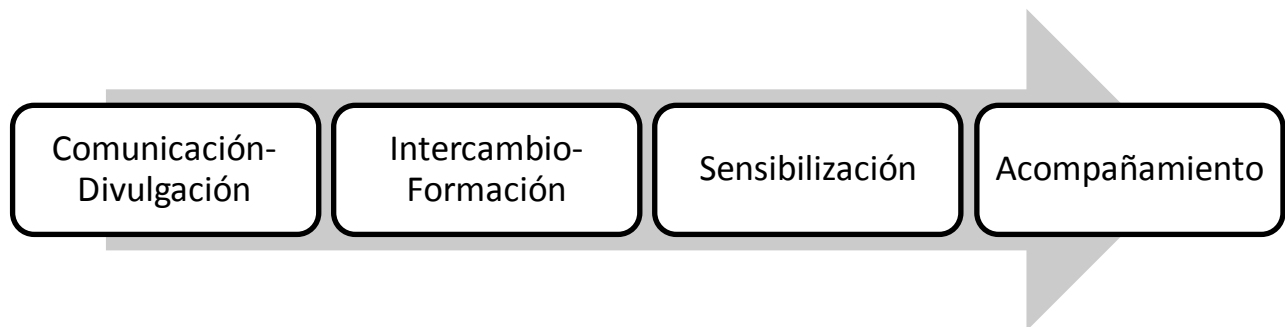 Comunicación-
Divulgación
Intercambio-
Formación
Sensibilización
Acompañamiento